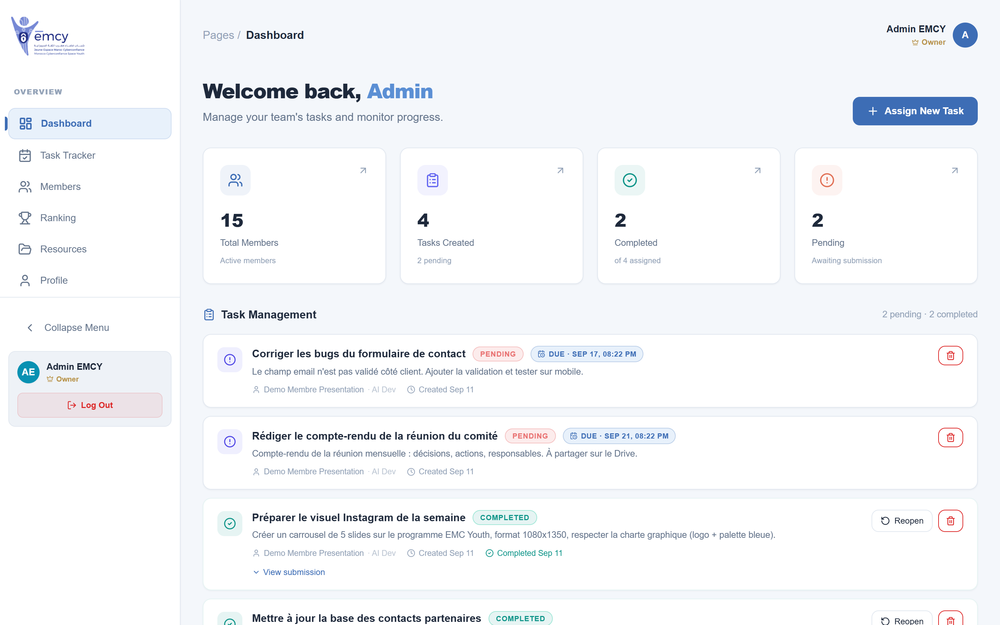 emcy
شبـــاب فضـــاء مغــرب الثقــة السيبرانيــة
Jeune-Espace Maroc Cyberconfiance
Morocco Cyberconfiance Space Youth
OVERVIEW
Dashboard
Task Tracker
Members
Ranking
Resources
Profile
Collapse Menu
AE
Admin EMCY
Owner
Log Out
Pages / Dashboard
Admin EMCY
Owner
A
Welcome back, Admin
Manage your team's tasks and monitor progress.
Assign New Task
15
Total Members
Active members
4
Tasks Created
2 pending
2
Completed
of 4 assigned
2
Pending
Awaiting submission
Task Management
2 pending · 2 completed
Corriger les bugs du formulaire de contact PENDING DUE · SEP 17, 08:22 PM
Le champ email n'est pas validé côté client. Ajouter la validation et tester sur mobile.
Demo Membre Presentation · AI Dev Created Sep 11
Rédiger le compte-rendu de la réunion du comité PENDING DUE · SEP 21, 08:22 PM
Compte-rendu de la réunion mensuelle : décisions, actions, responsables. À partager sur le Drive.
Demo Membre Presentation · AI Dev Created Sep 11
Préparer le visuel Instagram de la semaine COMPLETED
Reopen
Créer un carrousel de 5 slides sur le programme EMC Youth, format 1080x1350, respecter la charte graphique (logo + palette bleue).
Demo Membre Presentation · AI Dev Created Sep 11 Completed Sep 11
View submission
Mettre à jour la base des contacts partenaires COMPLETED
Reopen